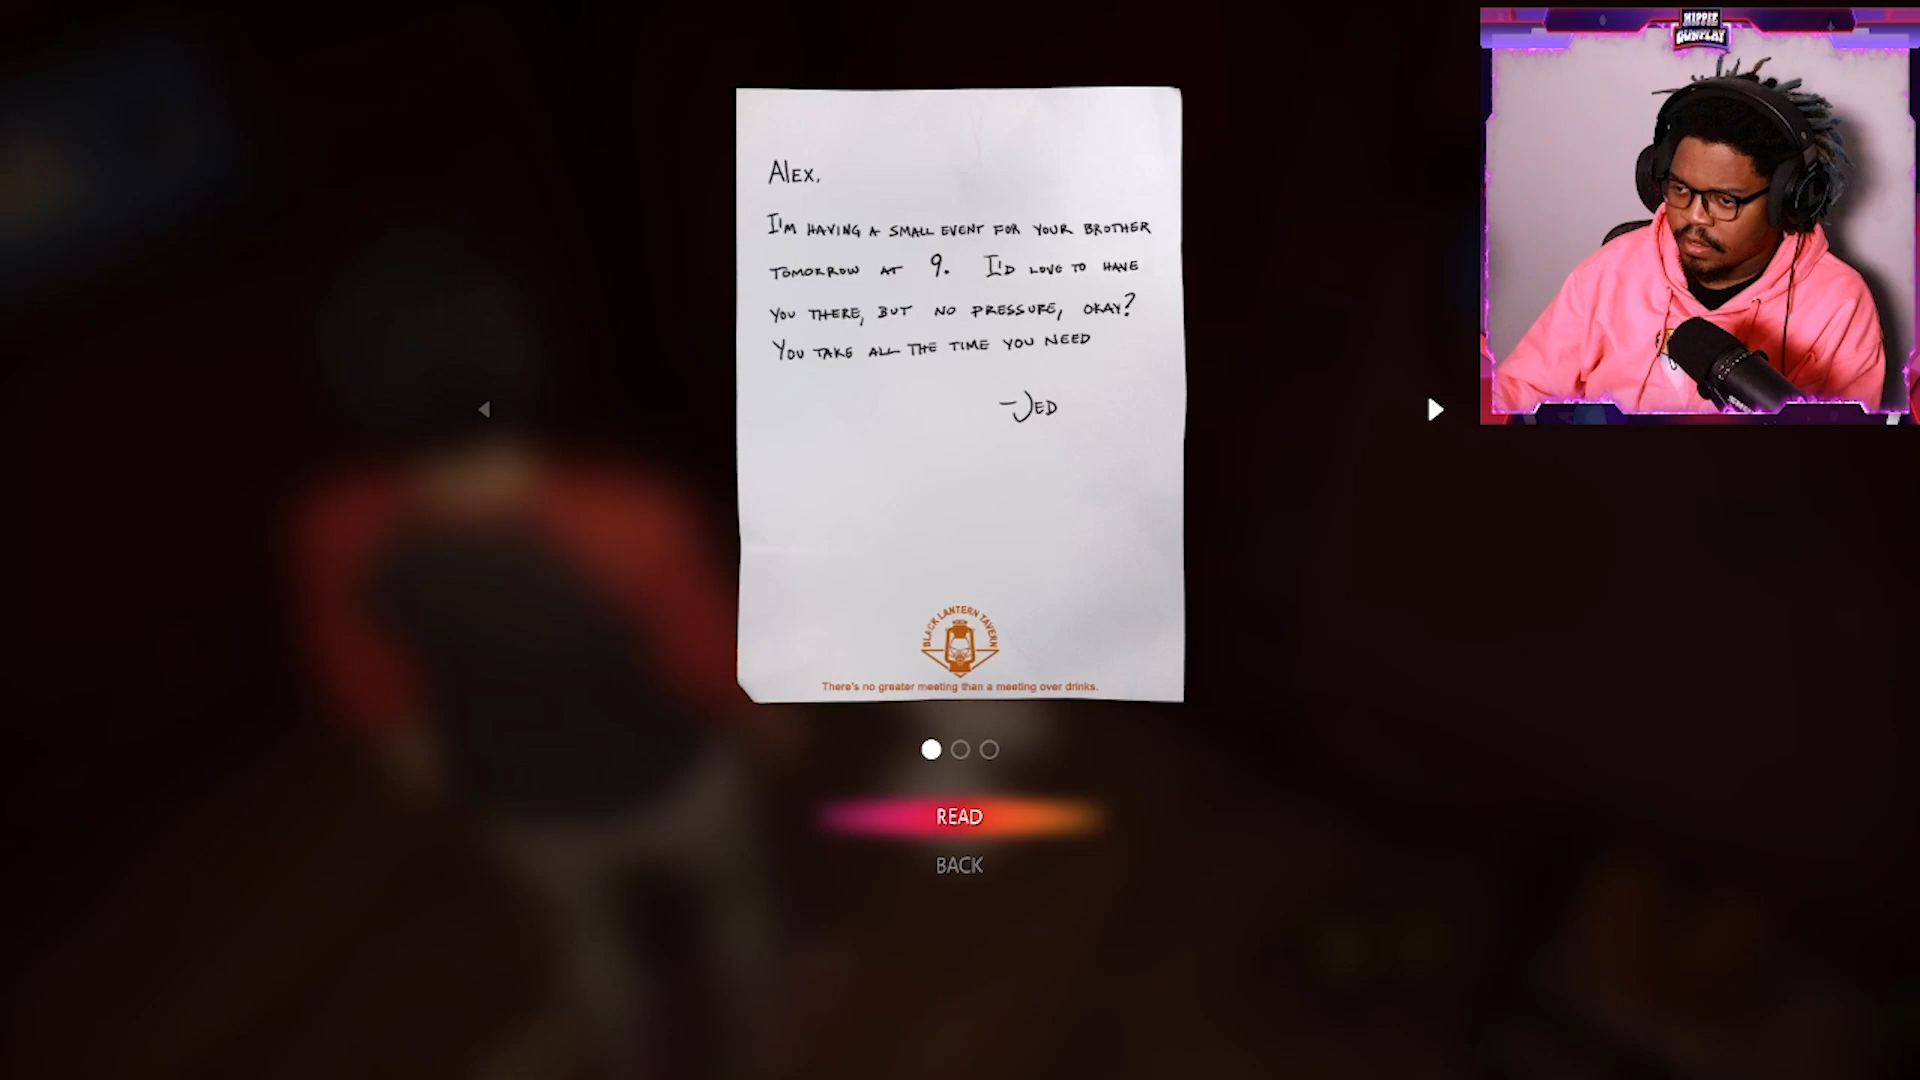 HIPPIE
GUNPLAY
ALEX,
I'M HAVING A SMALL EVENT FOR YOUR BROTHER
TOMORROW AT 9. I'D LOVE TO HAVE
YOU THERE, BUT NO PRESSURE, OKAY?
YOU TAKE ALL THE TIME YOU NEED
-JED
BLACK LANTERN TAVERN
There's no greater meeting than a meeting over drinks.
READ
BACK